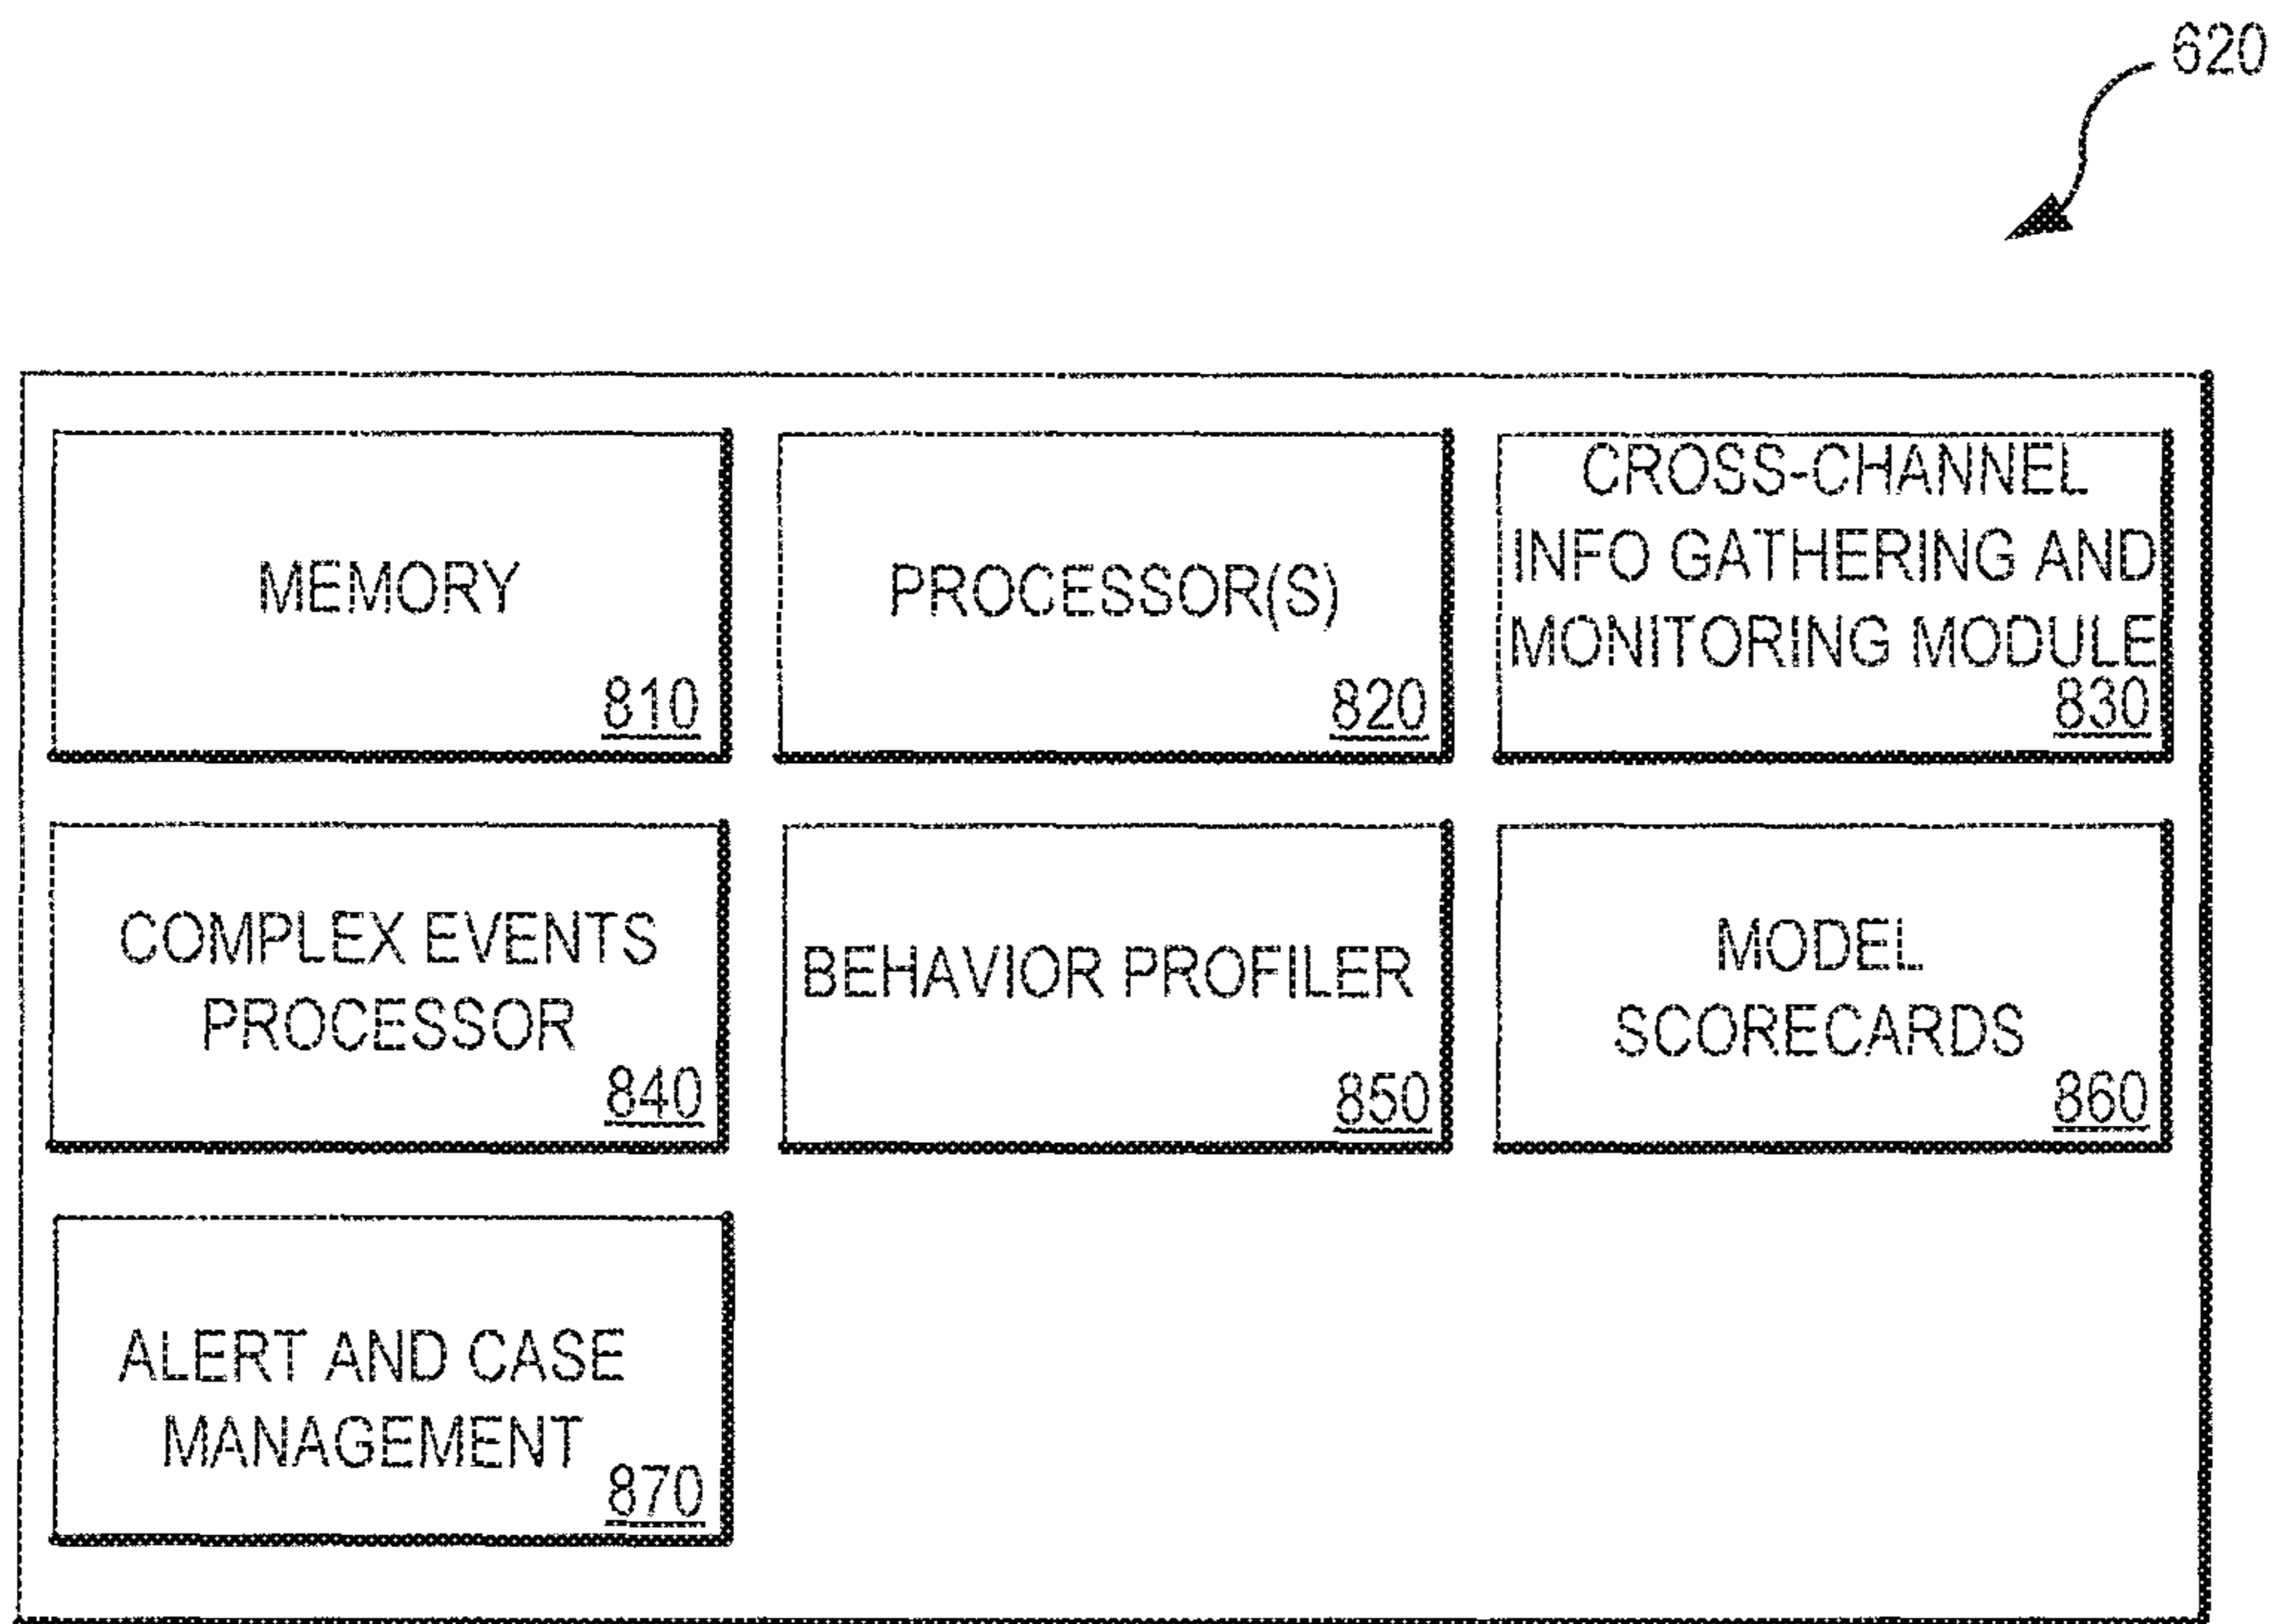 620
MEMORY
810
PROCESSOR(S)
820
CROSS-CHANNEL
INFO GATHERING AND
MONITORING MODULE
830
COMPLEX EVENTS
PROCESSOR
840
BEHAVIOR PROFILER
850
MODEL
SCORECARDS
860
ALERT AND CASE
MANAGEMENT
870